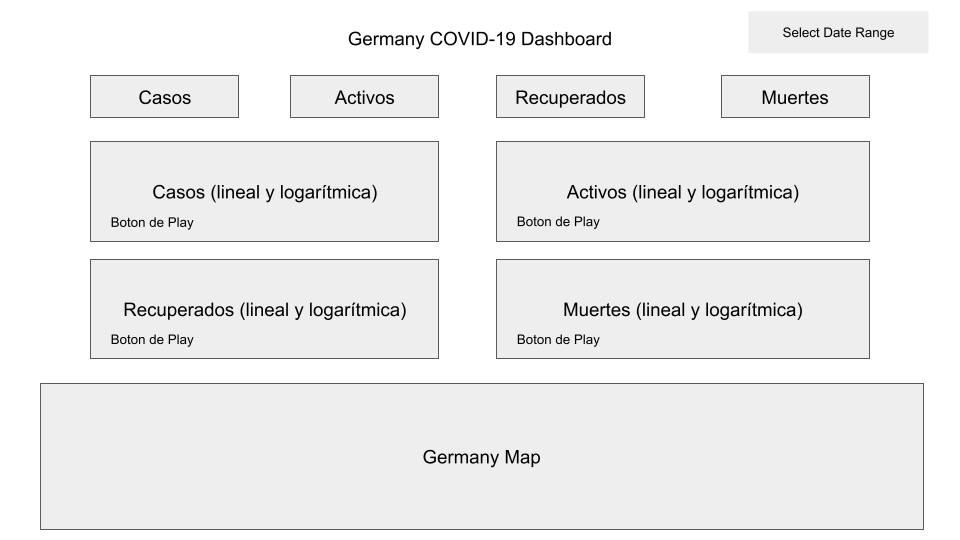 Germany COVID-19 Dashboard
Select Date Range
Casos
Activos
Recuperados
Muertes
Casos (lineal y logarítmica)
Boton de Play
Activos (lineal y logarítmica)
Boton de Play
Recuperados (lineal y logarítmica)
Boton de Play
Muertes (lineal y logarítmica)
Boton de Play
Germany Map